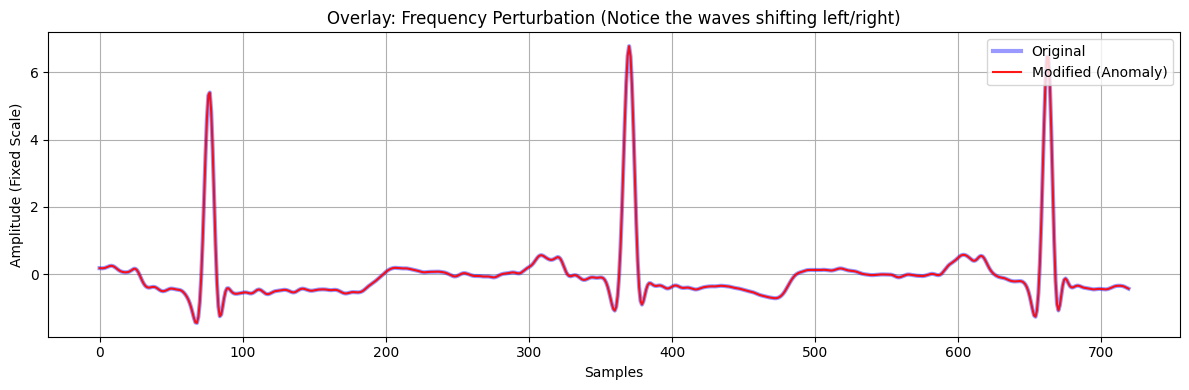 Overlay: Frequency Perturbation (Notice the waves shifting left/right)
Original
Modified (Anomaly)
Amplitude (Fixed Scale)
6
4
2
0
0 100 200 300 400 500 600 700
Samples